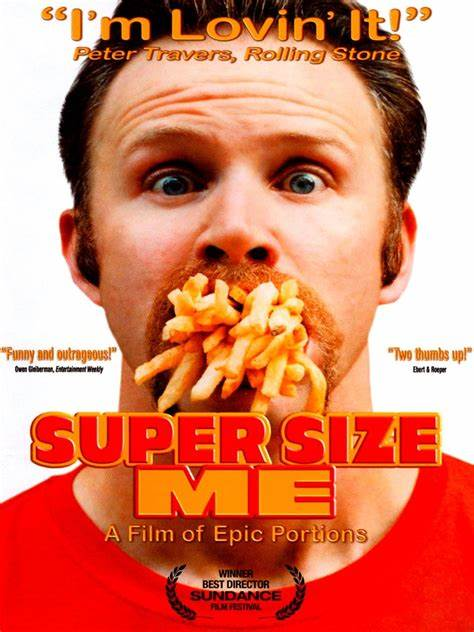 “I'm Lovin' It!”
Peter Travers, Rolling Stone
“Funny and outrageous!”
Owen Gleiberman, Entertainment Weekly
“Two thumbs up!”
Ebert & Roeper
SUPER SIZE
ME
A Film of Epic Portions
WINNER
BEST DIRECTOR
SUNDANCE
FILM FESTIVAL